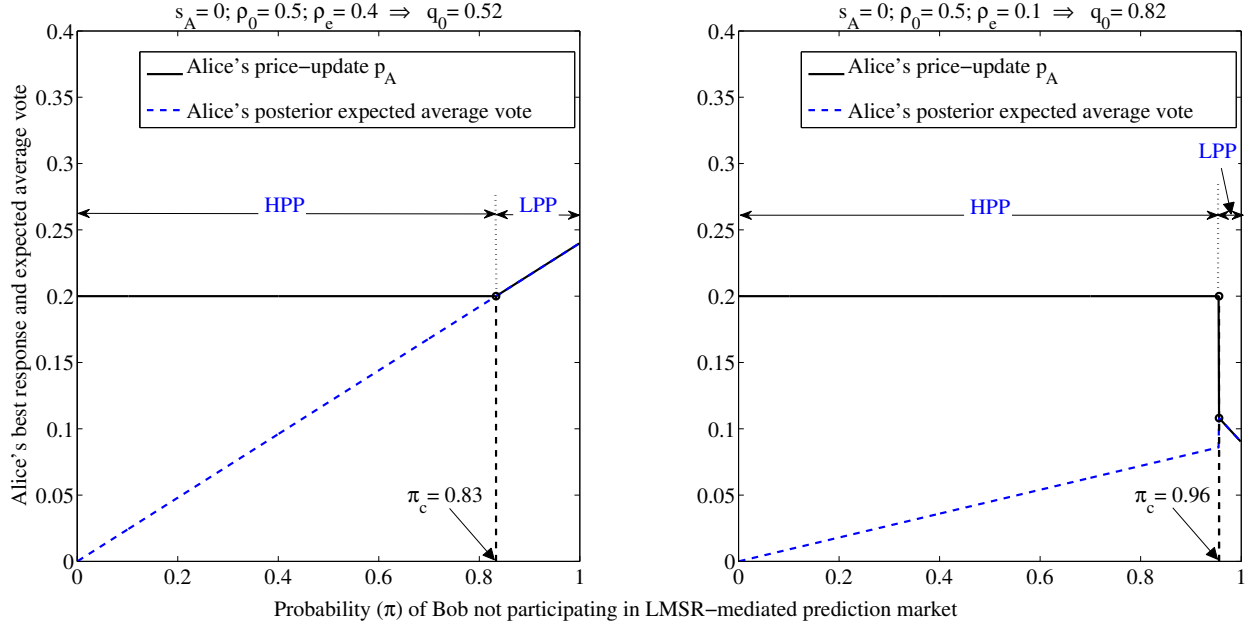 s_A = 0; ρ_0 = 0.5; ρ_e = 0.4 ⇒ q_0 = 0.52
0.4
0.35
0.3
0.25
0.2
0.15
0.1
0.05
0
0
0.2
0.4
0.6
0.8
1
Alice's best response and expected average vote
Alice's price−update p_A
Alice's posterior expected average vote
HPP
LPP
π_c = 0.83
s_A = 0; ρ_0 = 0.5; ρ_e = 0.1 ⇒ q_0 = 0.82
0.4
0.35
0.3
0.25
0.2
0.15
0.1
0.05
0
0
0.2
0.4
0.6
0.8
1
Alice's price−update p_A
Alice's posterior expected average vote
LPP
HPP
π_c = 0.96
Probability (π) of Bob not participating in LMSR−mediated prediction market